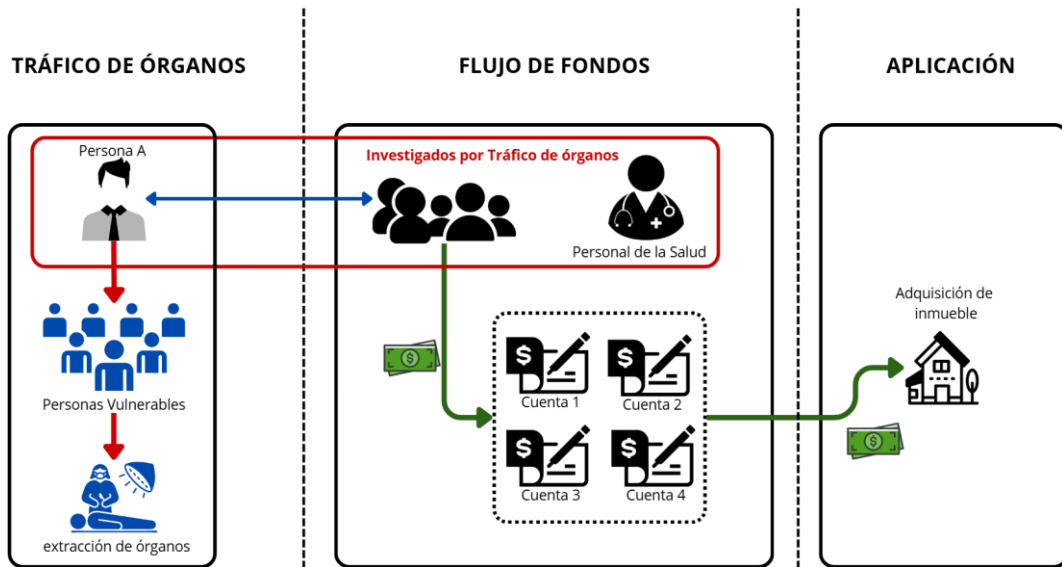 TRÁFICO DE ÓRGANOS
FLUJO DE FONDOS
APLICACIÓN
Persona A
Investigados por Tráfico de órganos
Personal de la Salud
Personas Vulnerables
extracción de órganos
$
$
Cuenta 1
Cuenta 2
$
$
Cuenta 3
Cuenta 4
$
Adquisición de
inmueble
$